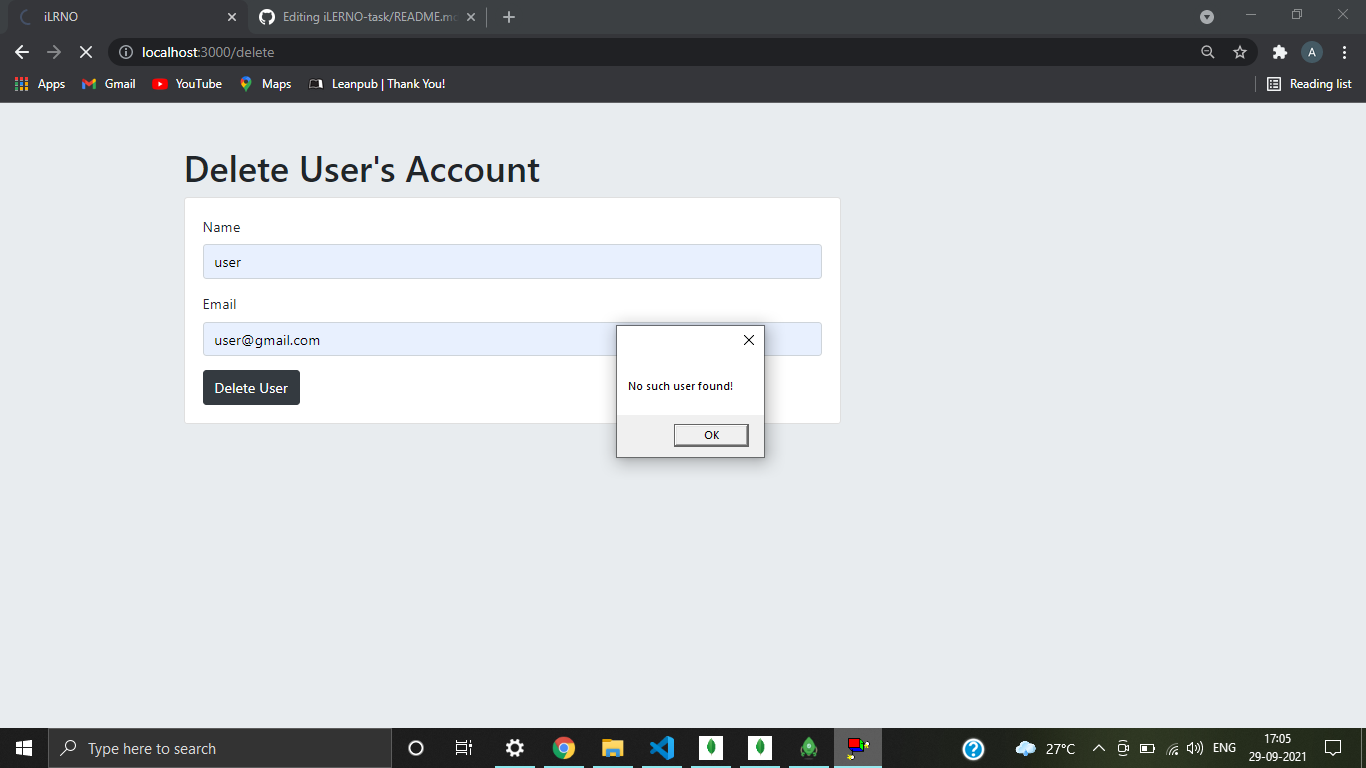 iLRNO
Editing iLERNO-task/README.md
localhost:3000/delete
A
Apps
Gmail
YouTube
Maps
Leanpub | Thank You!
Reading list
Delete User's Account
Name
user
Email
user@gmail.com
Delete User
No such user found!
OK
Type here to search
27°C
ENG
17:05
29-09-2021